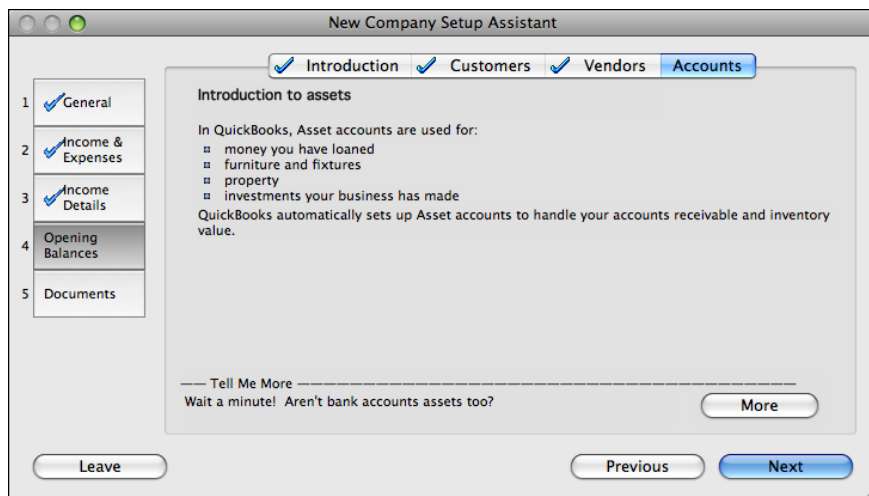 New Company Setup Assistant
Introduction
Customers
Vendors
Accounts
1 General
2 Income &
Expenses
3 Income
Details
4 Opening
Balances
5 Documents
Introduction to assets
In QuickBooks, Asset accounts are used for:
money you have loaned
furniture and fixtures
property
investments your business has made
QuickBooks automatically sets up Asset accounts to handle your accounts receivable and inventory
value.
Tell Me More
Wait a minute! Aren't bank accounts assets too?
More
Leave
Previous
Next